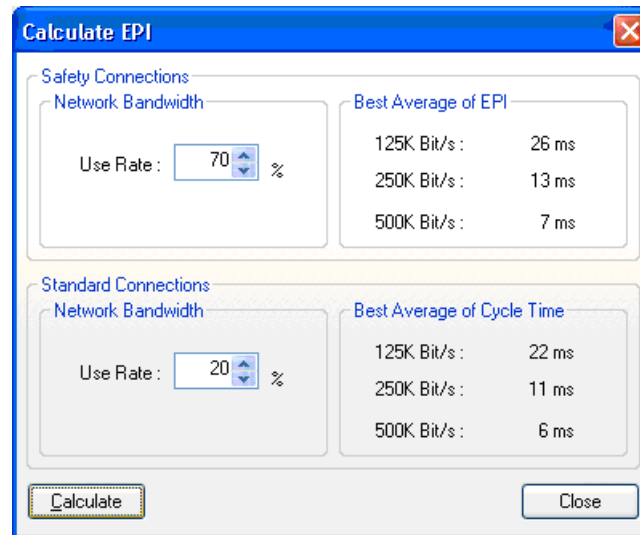 Calculate EPI
Safety Connections
Network Bandwidth
Use Rate : 70 %
Best Average of EPI
125K Bit/s : 26 ms
250K Bit/s : 13 ms
500K Bit/s : 7 ms
Standard Connections
Network Bandwidth
Use Rate : 20 %
Best Average of Cycle Time
125K Bit/s : 22 ms
250K Bit/s : 11 ms
500K Bit/s : 6 ms
Calculate
Close